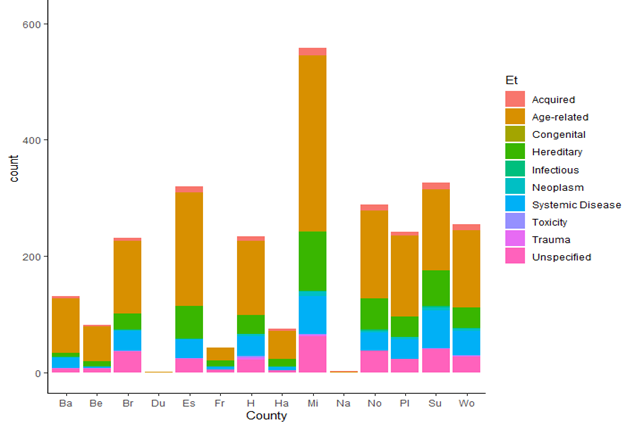 600
400
200
0
count
Ba Be Br Du Es Fr H Ha Mi Na No Pl Su Wo
County
Et
Acquired
Age-related
Congenital
Hereditary
Infectious
Neoplasm
Systemic Disease
Toxicity
Trauma
Unspecified